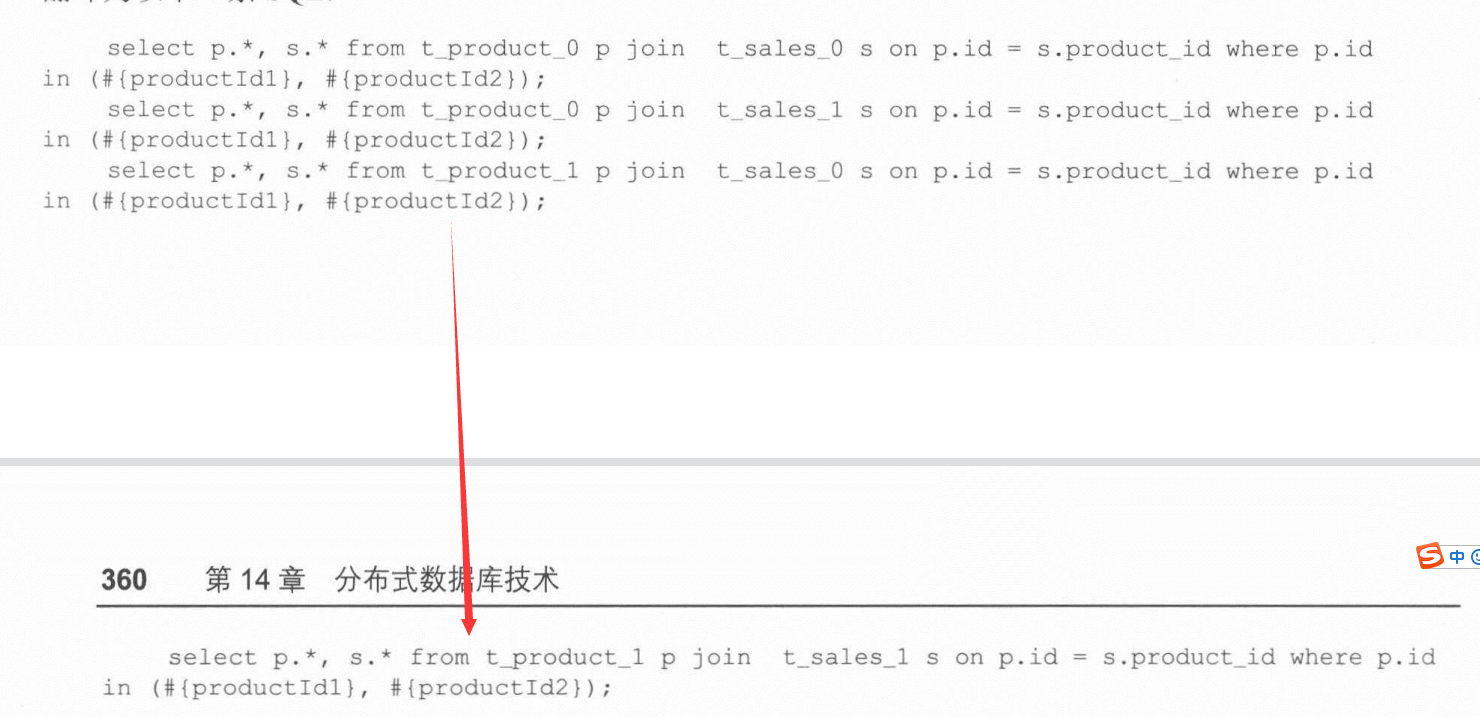 select p.*, s.* from t_product_0 p join t_sales_0 s on p.id = s.product_id where p.id
in (#{productId1}, #{productId2});
select p.*, s.* from t_product_0 p join t_sales_1 s on p.id = s.product_id where p.id
in (#{productId1}, #{productId2});
select p.*, s.* from t_product_1 p join t_sales_0 s on p.id = s.product_id where p.id
in (#{productId1}, #{productId2});
360 第 14 章 分布式数据库技术
select p.*, s.* from t_product_1 p join t_sales_1 s on p.id = s.product_id where p.id
in (#{productId1}, #{productId2});
中